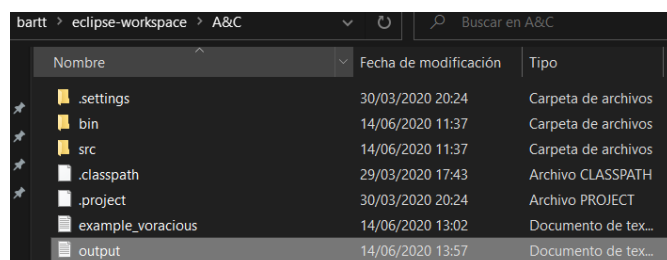 bartt > eclipse-workspace > A&C Buscar en A&C
Nombre Fecha de modificación Tipo
.settings 30/03/2020 20:24 Carpeta de archivos
bin 14/06/2020 11:37 Carpeta de archivos
src 14/06/2020 11:37 Carpeta de archivos
.classpath 29/03/2020 17:43 Archivo CLASSPATH
.project 30/03/2020 20:24 Archivo PROJECT
example_voracious 14/06/2020 13:02 Documento de tex...
output 14/06/2020 13:57 Documento de tex...